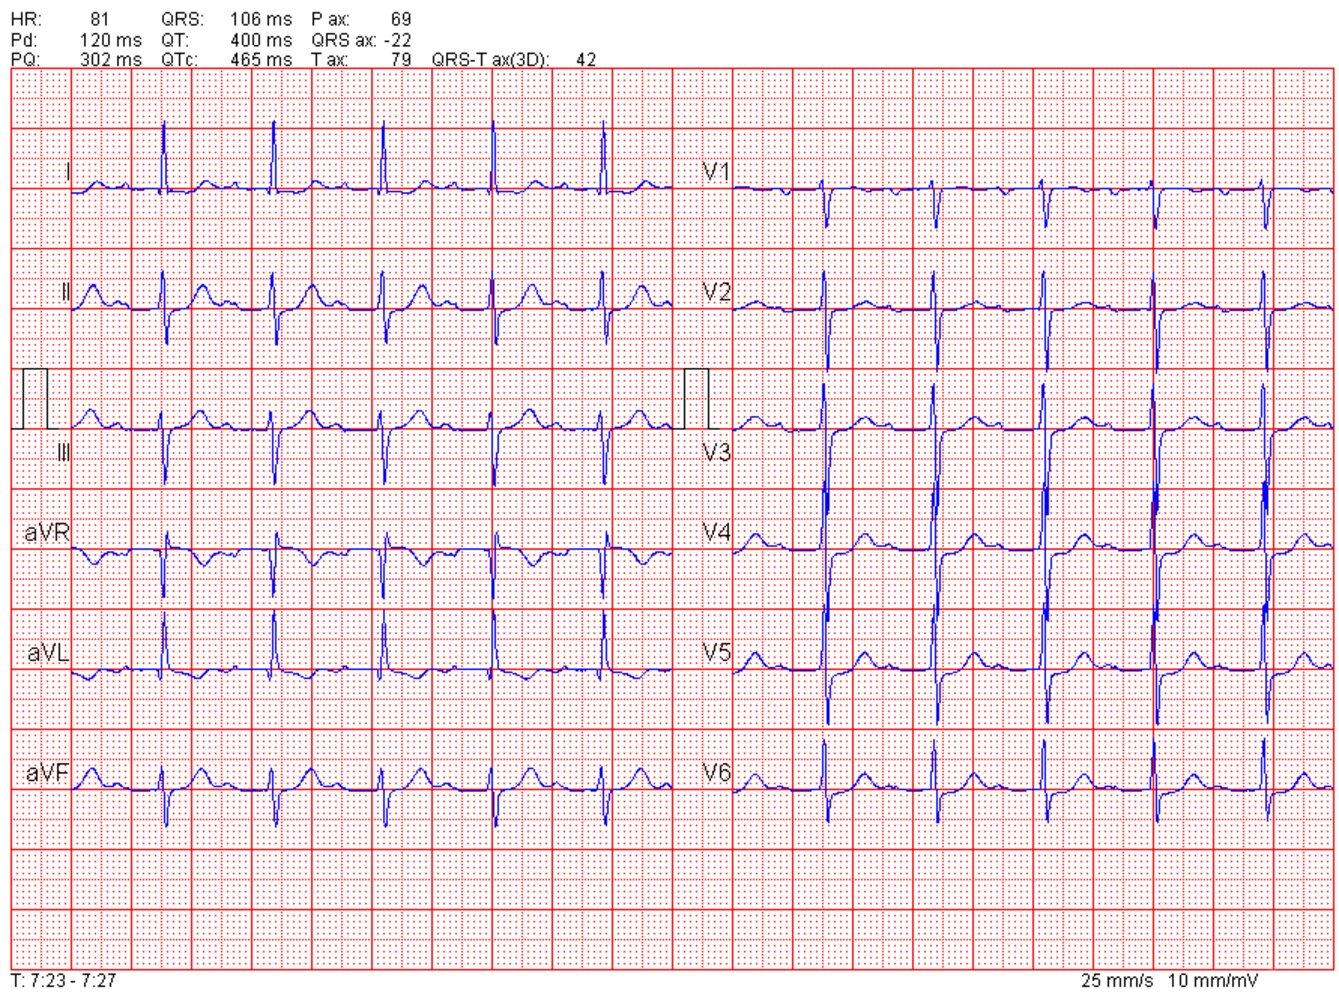 HR: 81 QRS: 106 ms P ax: 69
Pd: 120 ms QT: 400 ms QRS ax: -22
PQ: 302 ms QTc: 465 ms T ax: 79 QRS-T ax(3D): 42
I V1
II V2
III V3
aVR V4
aVL V5
aVF V6
T: 7:23 - 7:27 25 mm/s 10 mm/mV